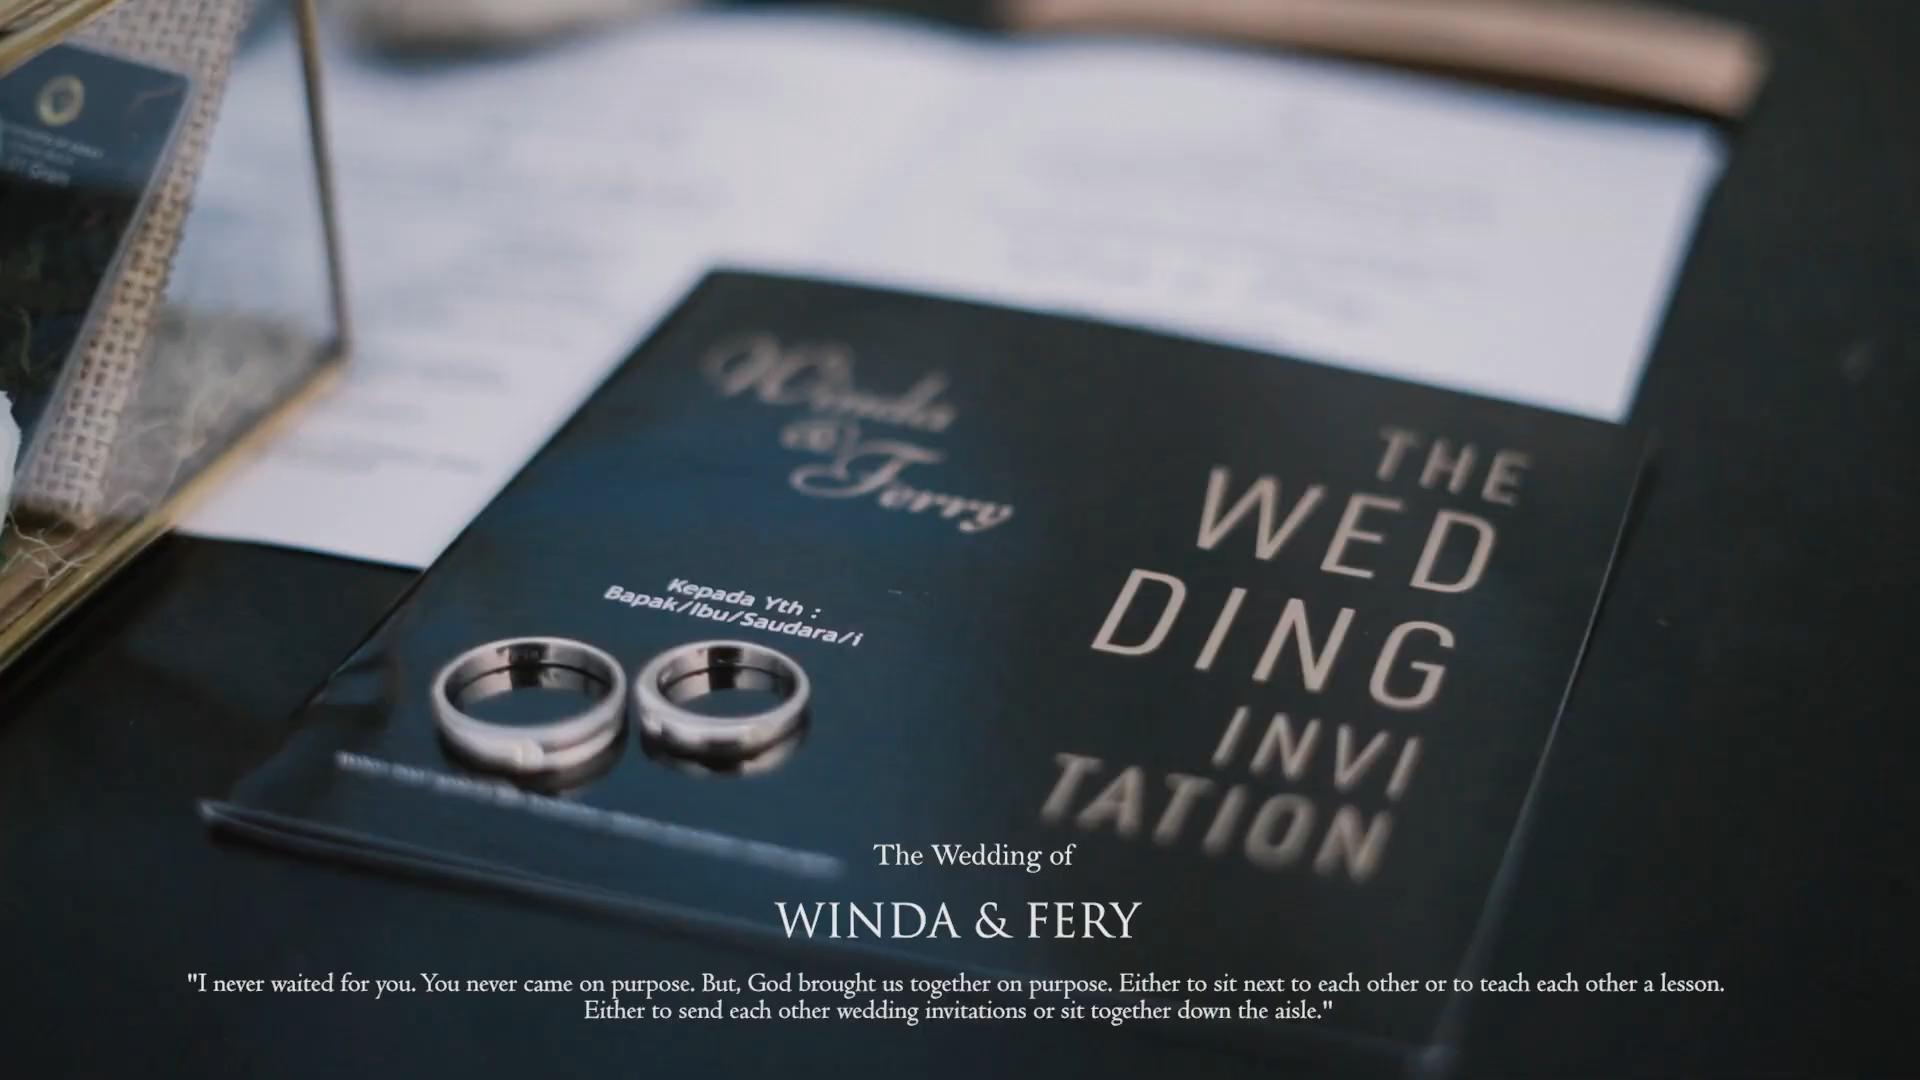 Winda
&
Ferry
Kepada Yth :
Bapak/Ibu/Saudara/i
THE
WED
DING
INVI
TATION
The Wedding of
WINDA & FERY
"I never waited for you. You never came on purpose. But, God brought us together on purpose. Either to sit next to each other or to teach each other a lesson.
Either to send each other wedding invitations or sit together down the aisle."